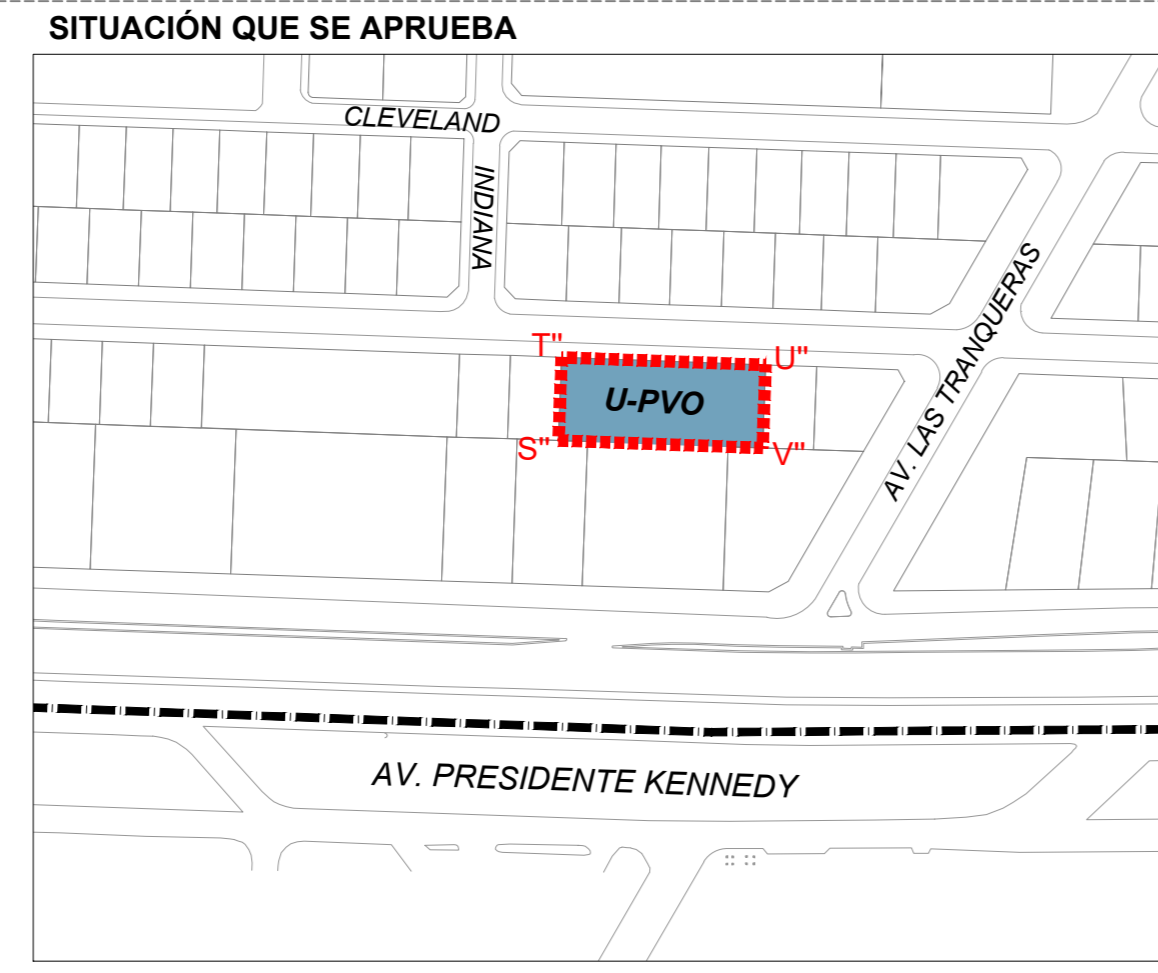 SITUACIÓN QUE SE APRUEBA
CLEVELAND
INDIANA
AV. LAS TRANQUERAS
T"
U"
U-PVO
S"
V"
AV. PRESIDENTE KENNEDY